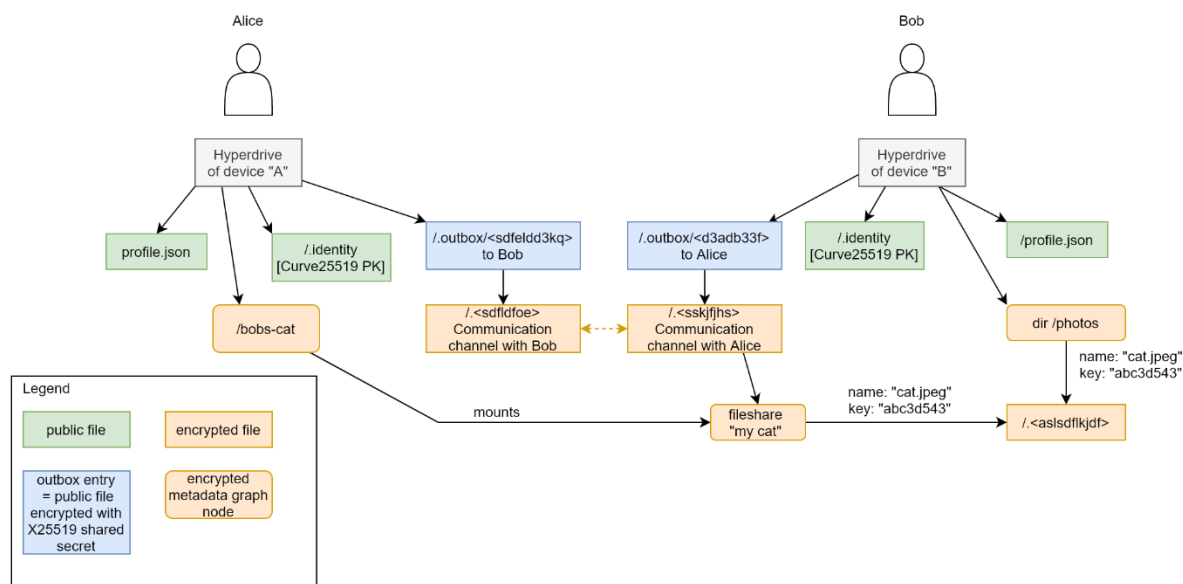 Alice
Bob
Hyperdrive
of device "A"
Hyperdrive
of device "B"
profile.json
/.identity
[Curve25519 PK]
/.outbox/<sdfeldd3kq>
to Bob
/.outbox/<d3adb33f>
to Alice
/.identity
[Curve25519 PK]
/profile.json
/bobs-cat
/.<sdfldfoe>
Communication
channel with Bob
/.<sskjfjhs>
Communication
channel with Alice
dir /photos
name: "cat.jpeg"
key: "abc3d543"
mounts
fileshare
"my cat"
name: "cat.jpeg"
key: "abc3d543"
/.<aslsdflkjdf>
Legend
public file
encrypted file
outbox entry
= public file
encrypted with
X25519 shared
secret
encrypted
metadata graph
node